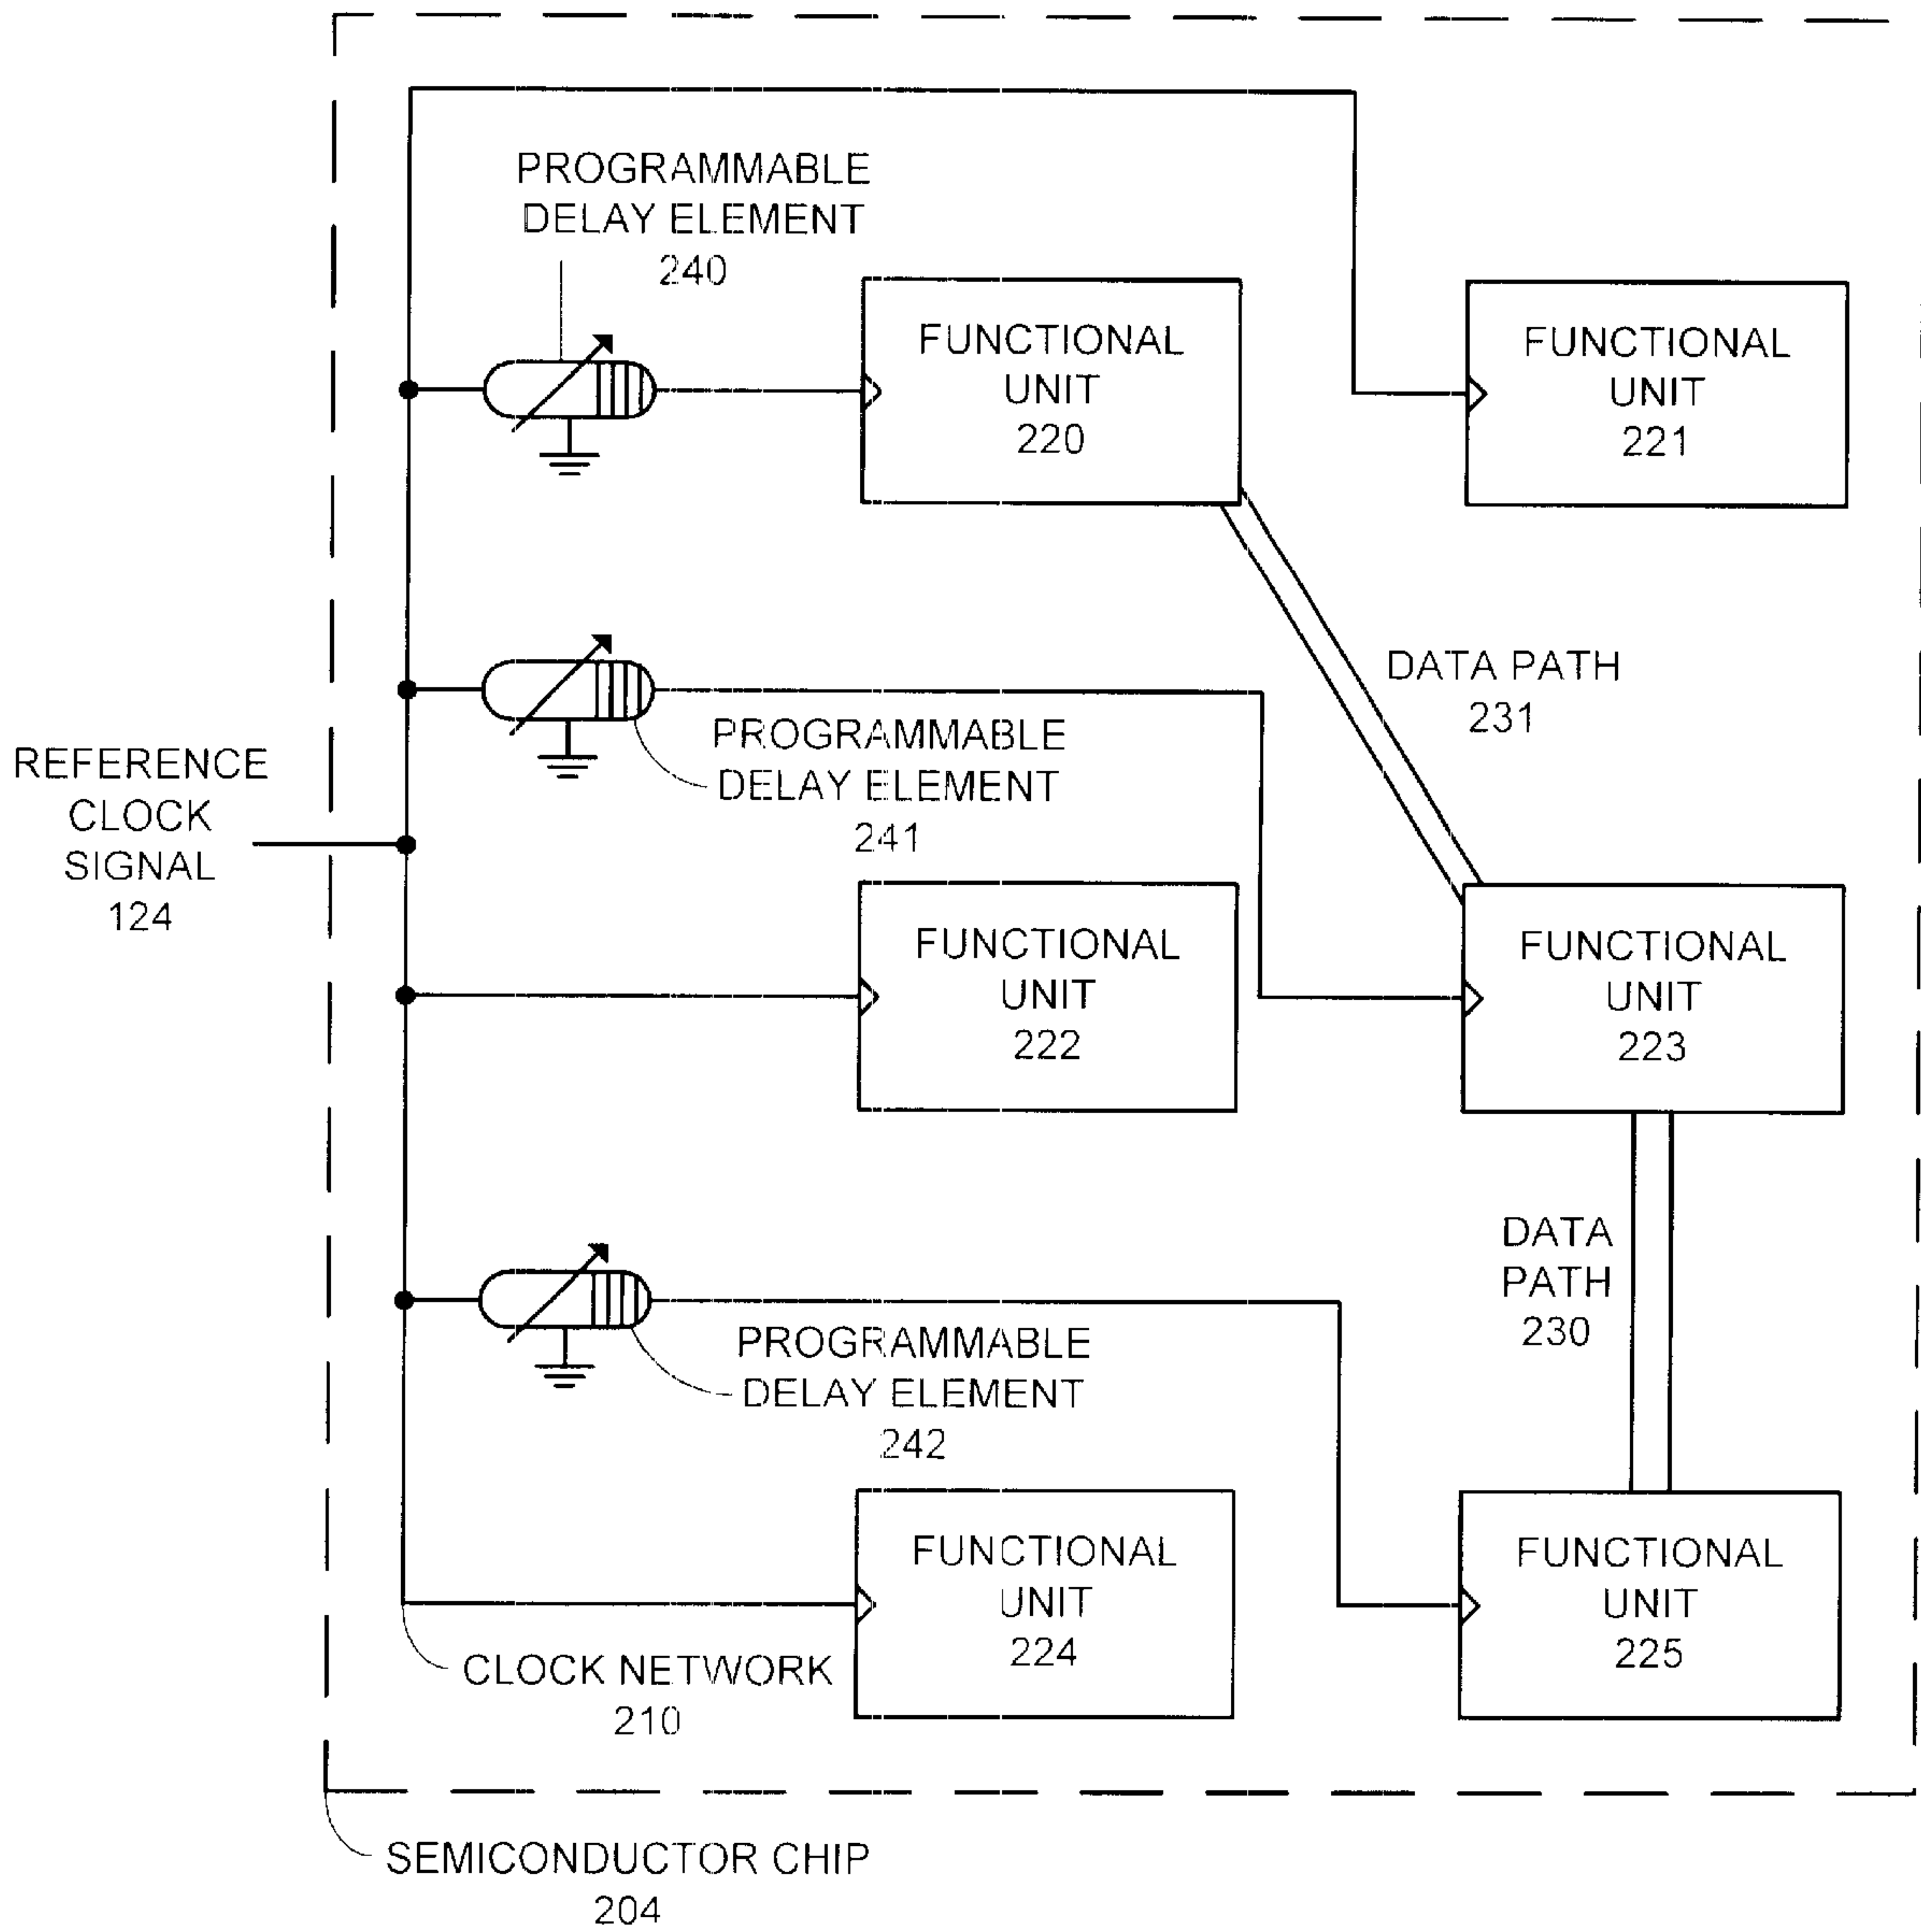 PROGRAMMABLE
DELAY ELEMENT
240
FUNCTIONAL
UNIT
220
FUNCTIONAL
UNIT
221
DATA PATH
231
PROGRAMMABLE
DELAY ELEMENT
241
REFERENCE
CLOCK
SIGNAL
124
FUNCTIONAL
UNIT
222
FUNCTIONAL
UNIT
223
DATA
PATH
230
PROGRAMMABLE
DELAY ELEMENT
242
FUNCTIONAL
UNIT
224
FUNCTIONAL
UNIT
225
CLOCK NETWORK
210
SEMICONDUCTOR CHIP
204